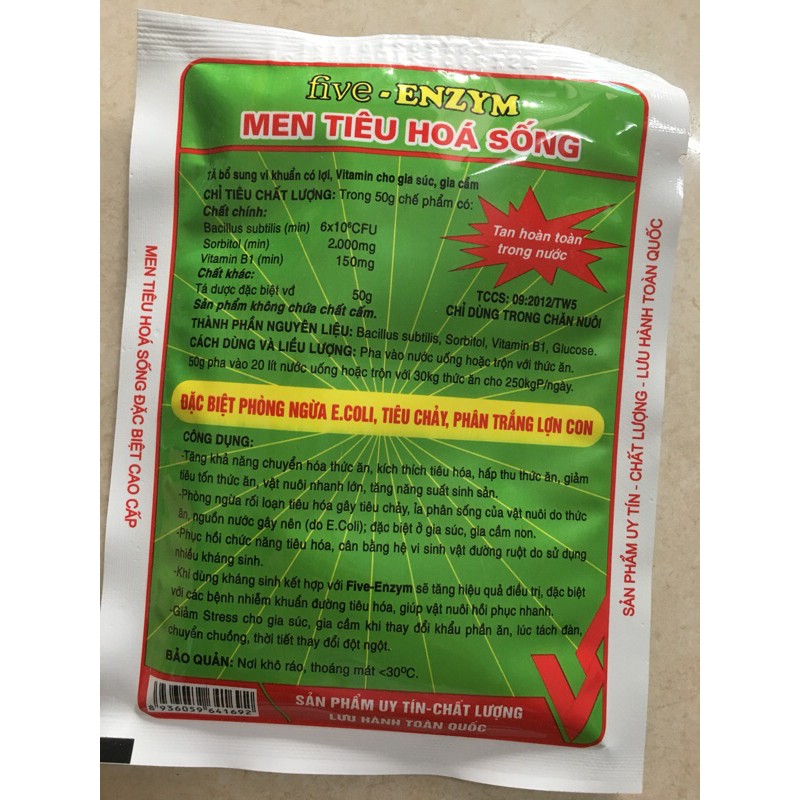 five - ENZYM
MEN TIÊU HOÁ SỐNG
TĂ bổ sung vi khuẩn có lợi, Vitamin cho gia súc, gia cầm
CHỈ TIÊU CHẤT LƯỢNG: Trong 50g chế phẩm có:
Chất chính:
Bacillus subtilis (min) 6x10⁶CFU
Sorbitol (min) 2.000mg
Vitamin B1 (min) 150mg
Chất khác:
Tá dược đặc biệt vđ 50g
Sản phẩm không chứa chất cấm.
Tan hoàn toàn
trong nước
TCCS: 09:2012/TW5
CHỈ DÙNG TRONG CHĂN NUÔI
THÀNH PHẦN NGUYÊN LIỆU: Bacillus subtilis, Sorbitol, Vitamin B1, Glucose.
CÁCH DÙNG VÀ LIỀU LƯỢNG: Pha vào nước uống hoặc trộn với thức ăn.
50g pha vào 20 lít nước uống hoặc trộn với 30kg thức ăn cho 250kgP/ngày.
ĐẶC BIỆT PHÒNG NGỪA E.COLI, TIÊU CHẢY, PHÂN TRẮNG LỢN CON
CÔNG DỤNG:
-Tăng khả năng chuyển hóa thức ăn, kích thích tiêu hóa, hấp thu thức ăn, giảm
tiêu tốn thức ăn, vật nuôi nhanh lớn, tăng năng suất sinh sản.
-Phòng ngừa rối loạn tiêu hóa gây tiêu chảy, ỉa phân sống của vật nuôi do thức
ăn, nguồn nước gây nên (do E.Coli); đặc biệt ở gia súc, gia cầm non.
-Phục hồi chức năng tiêu hóa, cân bằng hệ vi sinh vật đường ruột do sử dụng
nhiều kháng sinh.
-Khi dùng kháng sinh kết hợp với Five-Enzym sẽ tăng hiệu quả điều trị, đặc biệt
với các bệnh nhiễm khuẩn đường tiêu hóa, giúp vật nuôi hồi phục nhanh.
-Giảm Stress cho gia súc, gia cầm khi thay đổi khẩu phần ăn, lúc tách đàn,
chuyển chuồng, thời tiết thay đổi đột ngột.
BẢO QUẢN: Nơi khô ráo, thoáng mát <30⁰C.
8 936059 641692
SẢN PHẨM UY TÍN-CHẤT LƯỢNG
LƯU HÀNH TOÀN QUỐC
MEN TIÊU HOÁ SỐNG ĐẶC BIỆT CAO CẤP
SẢN PHẨM UY TÍN - CHẤT LƯỢNG - LƯU HÀNH TOÀN QUỐC